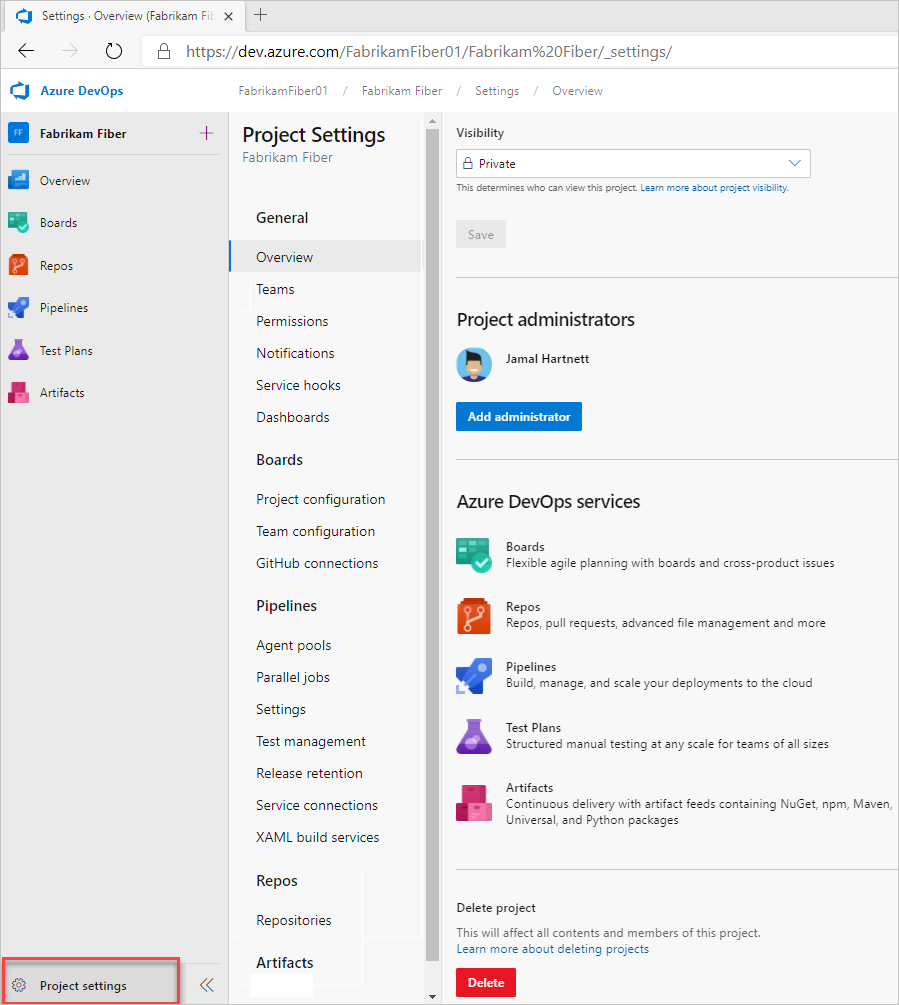 Settings · Overview (Fabrikam Fib
https://dev.azure.com/FabrikamFiber01/Fabrikam%20Fiber/_settings/
Azure DevOps
FabrikamFiber01 / Fabrikam Fiber / Settings / Overview
FF Fabrikam Fiber
Overview
Boards
Repos
Pipelines
Test Plans
Artifacts
Project settings
Project Settings
Fabrikam Fiber
General
Overview
Teams
Permissions
Notifications
Service hooks
Dashboards
Boards
Project configuration
Team configuration
GitHub connections
Pipelines
Agent pools
Parallel jobs
Settings
Test management
Release retention
Service connections
XAML build services
Repos
Repositories
Artifacts
Visibility
Private
This determines who can view this project. Learn more about project visibility.
Save
Project administrators
Jamal Hartnett
Add administrator
Azure DevOps services
Boards
Flexible agile planning with boards and cross-product issues
Repos
Repos, pull requests, advanced file management and more
Pipelines
Build, manage, and scale your deployments to the cloud
Test Plans
Structured manual testing at any scale for teams of all sizes
Artifacts
Continuous delivery with artifact feeds containing NuGet, npm, Maven,
Universal, and Python packages
Delete project
This will affect all contents and members of this project.
Learn more about deleting projects
Delete